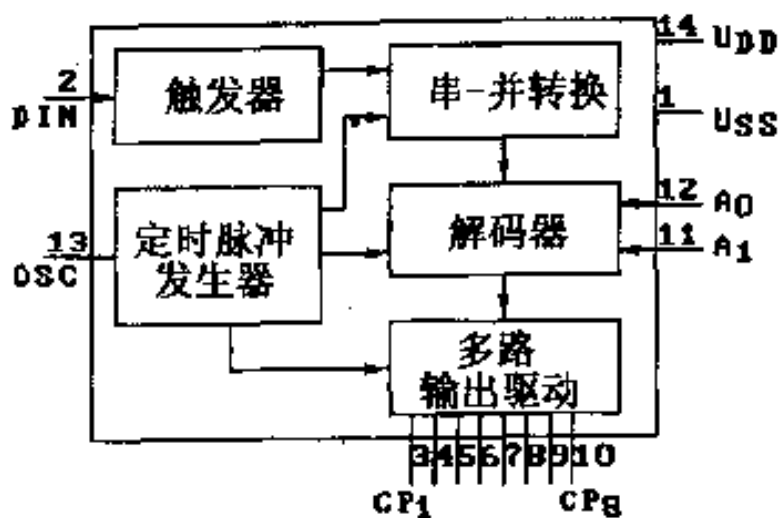 14 UDD
2
DIN
触发器
串-并转换
1
USS
13
OSC
定时脉冲
发生器
解码器
12 A0
11 A1
多路
输出驱动
3 4 5 6 7 8 9 10
CP1
CP8